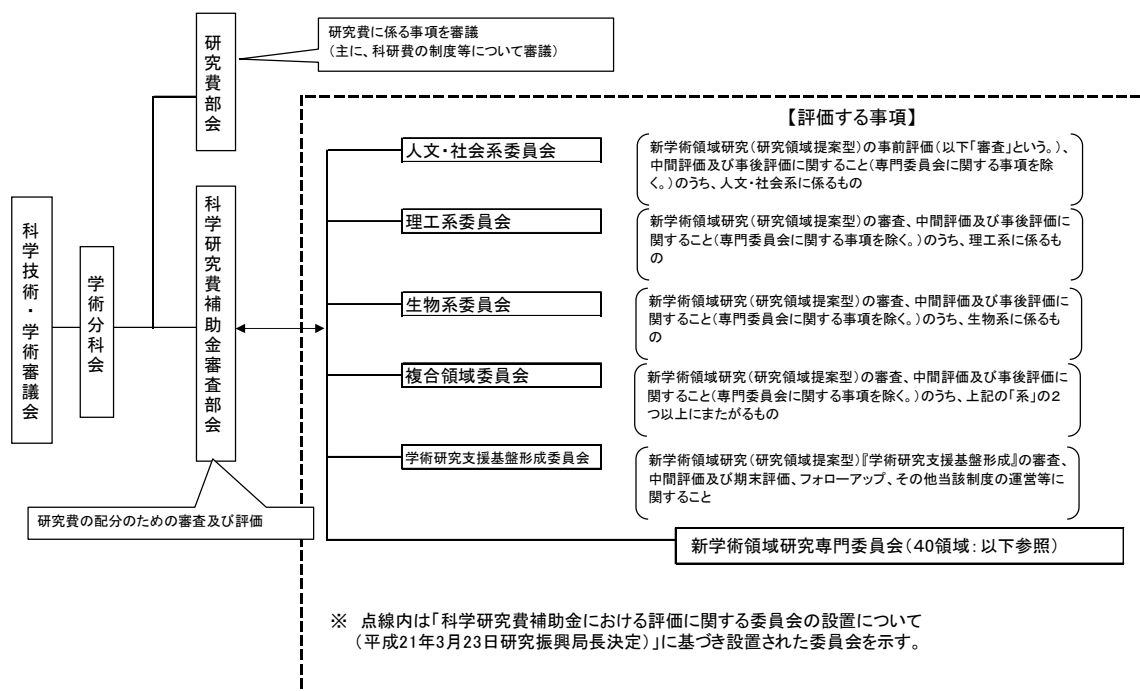 研究費に係る事項を審議
(主に、科研費の制度等について審議)
研究費部会
【評価する事項】
人文・社会系委員会
新学術領域研究(研究領域提案型)の事前評価(以下「審査」という。)、
中間評価及び事後評価に関すること(専門委員会に関する事項を除
く。)のうち、人文・社会系に係るもの
理工系委員会
新学術領域研究(研究領域提案型)の審査、中間評価及び事後評価に
関すること(専門委員会に関する事項を除く。)のうち、理工系に係るも
の
生物系委員会
新学術領域研究(研究領域提案型)の審査、中間評価及び事後評価に
関すること(専門委員会に関する事項を除く。)のうち、生物系に係るも
の
複合領域委員会
新学術領域研究(研究領域提案型)の審査、中間評価及び事後評価に
関すること(専門委員会に関する事項を除く。)のうち、上記の「系」の2
つ以上にまたがるもの
学術研究支援基盤形成委員会
新学術領域研究(研究領域提案型)『学術研究支援基盤形成』の審査、
中間評価及び期末評価、フォローアップ、その他当該制度の運営等に
関すること
科学技術・学術審議会
学術分科会
科学研究費補助金審査部会
研究費の配分のための審査及び評価
新学術領域研究専門委員会(40領域:以下参照)
※ 点線内は「科学研究費補助金における評価に関する委員会の設置について
(平成21年3月23日研究振興局長決定)」に基づき設置された委員会を示す。